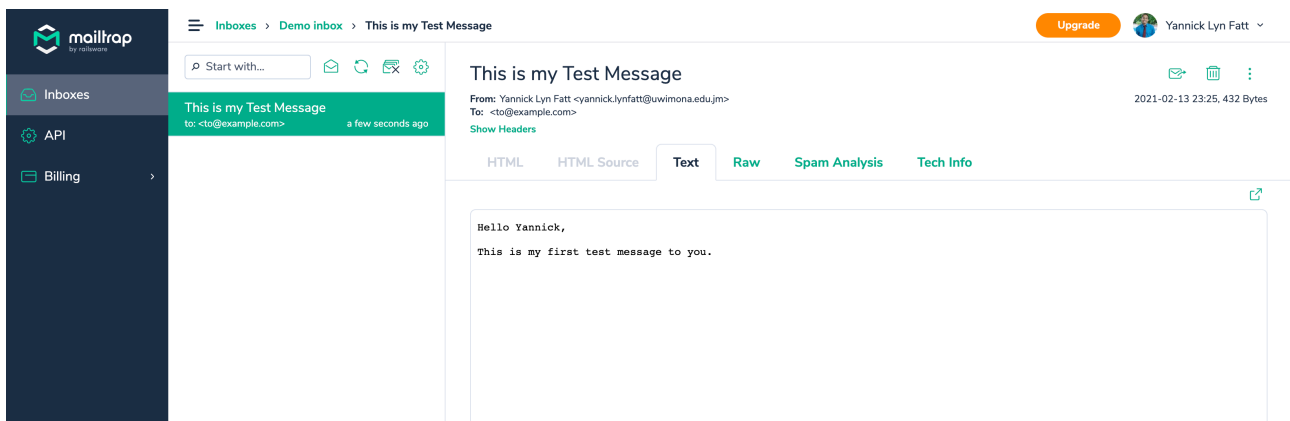 mailtrap
by railsware
Inboxes
API
Billing
Inboxes > Demo inbox > This is my Test Message
Upgrade
Yannick Lyn Fatt
Start with...
This is my Test Message
to: <to@example.com> a few seconds ago
This is my Test Message
From: Yannick Lyn Fatt <yannick.lynfatt@uwimona.edu.jm>
2021-02-13 23:25, 432 Bytes
To: <to@example.com>
Show Headers
HTML HTML Source Text Raw Spam Analysis Tech Info
Hello Yannick,
This is my first test message to you.